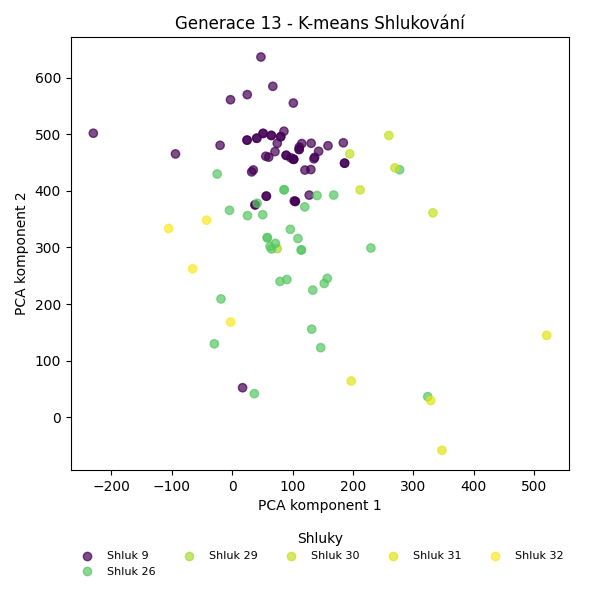 Generace 13 - K-means Shlukování
600
500
400
300
200
100
0
PCA komponent 2
−200 −100 0 100 200 300 400 500
PCA komponent 1
Shluky
Shluk 9 Shluk 29 Shluk 30 Shluk 31 Shluk 32
Shluk 26